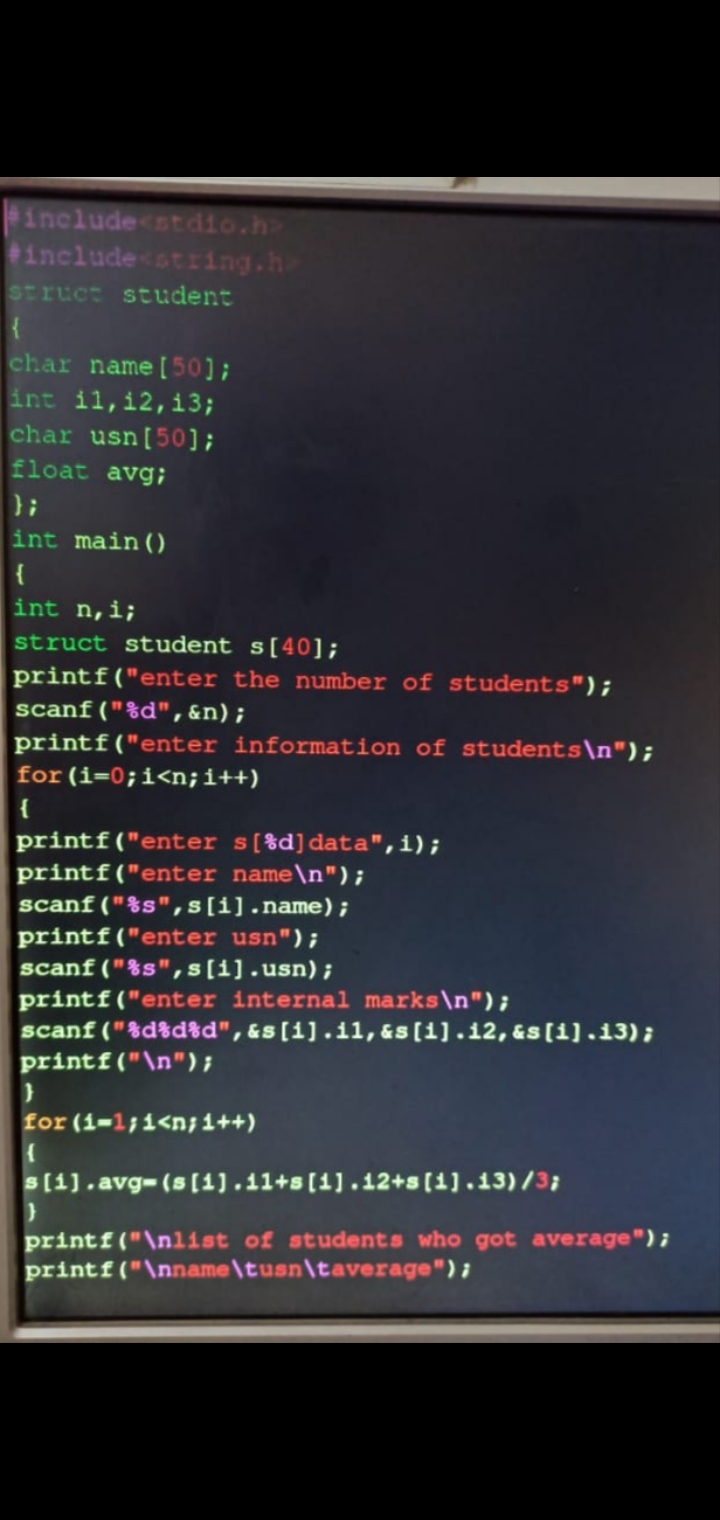 #include<stdio.h>
#include<string.h>
struct student
{
char name[50];
int i1,i2,i3;
char usn[50];
float avg;
};
int main()
{
int n,i;
struct student s[40];
printf("enter the number of students");
scanf("%d",&n);
printf("enter information of students\n");
for(i=0;i<n;i++)
{
printf("enter s[%d]data",i);
printf("enter name\n");
scanf("%s",s[i].name);
printf("enter usn");
scanf("%s",s[i].usn);
printf("enter internal marks\n");
scanf("%d%d%d",&s[i].i1,&s[i].i2,&s[i].i3);
printf("\n");
}
for(i=1;i<n;i++)
{
s[i].avg=(s[i].i1+s[i].i2+s[i].i3)/3;
}
printf("\nlist of students who got average");
printf("\nname\tusn\taverage");